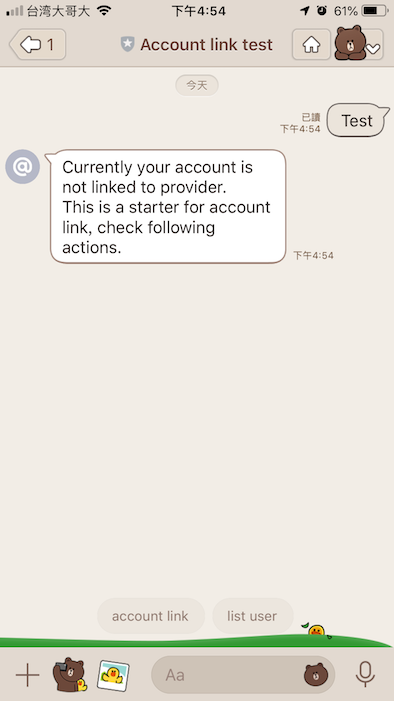 台湾大哥大 下午4:54 61%
1 Account link test
今天
已讀
下午4:54
Test
Currently your account is
not linked to provider.
This is a starter for account
link, check following
actions.
下午4:54
account link list user
Aa